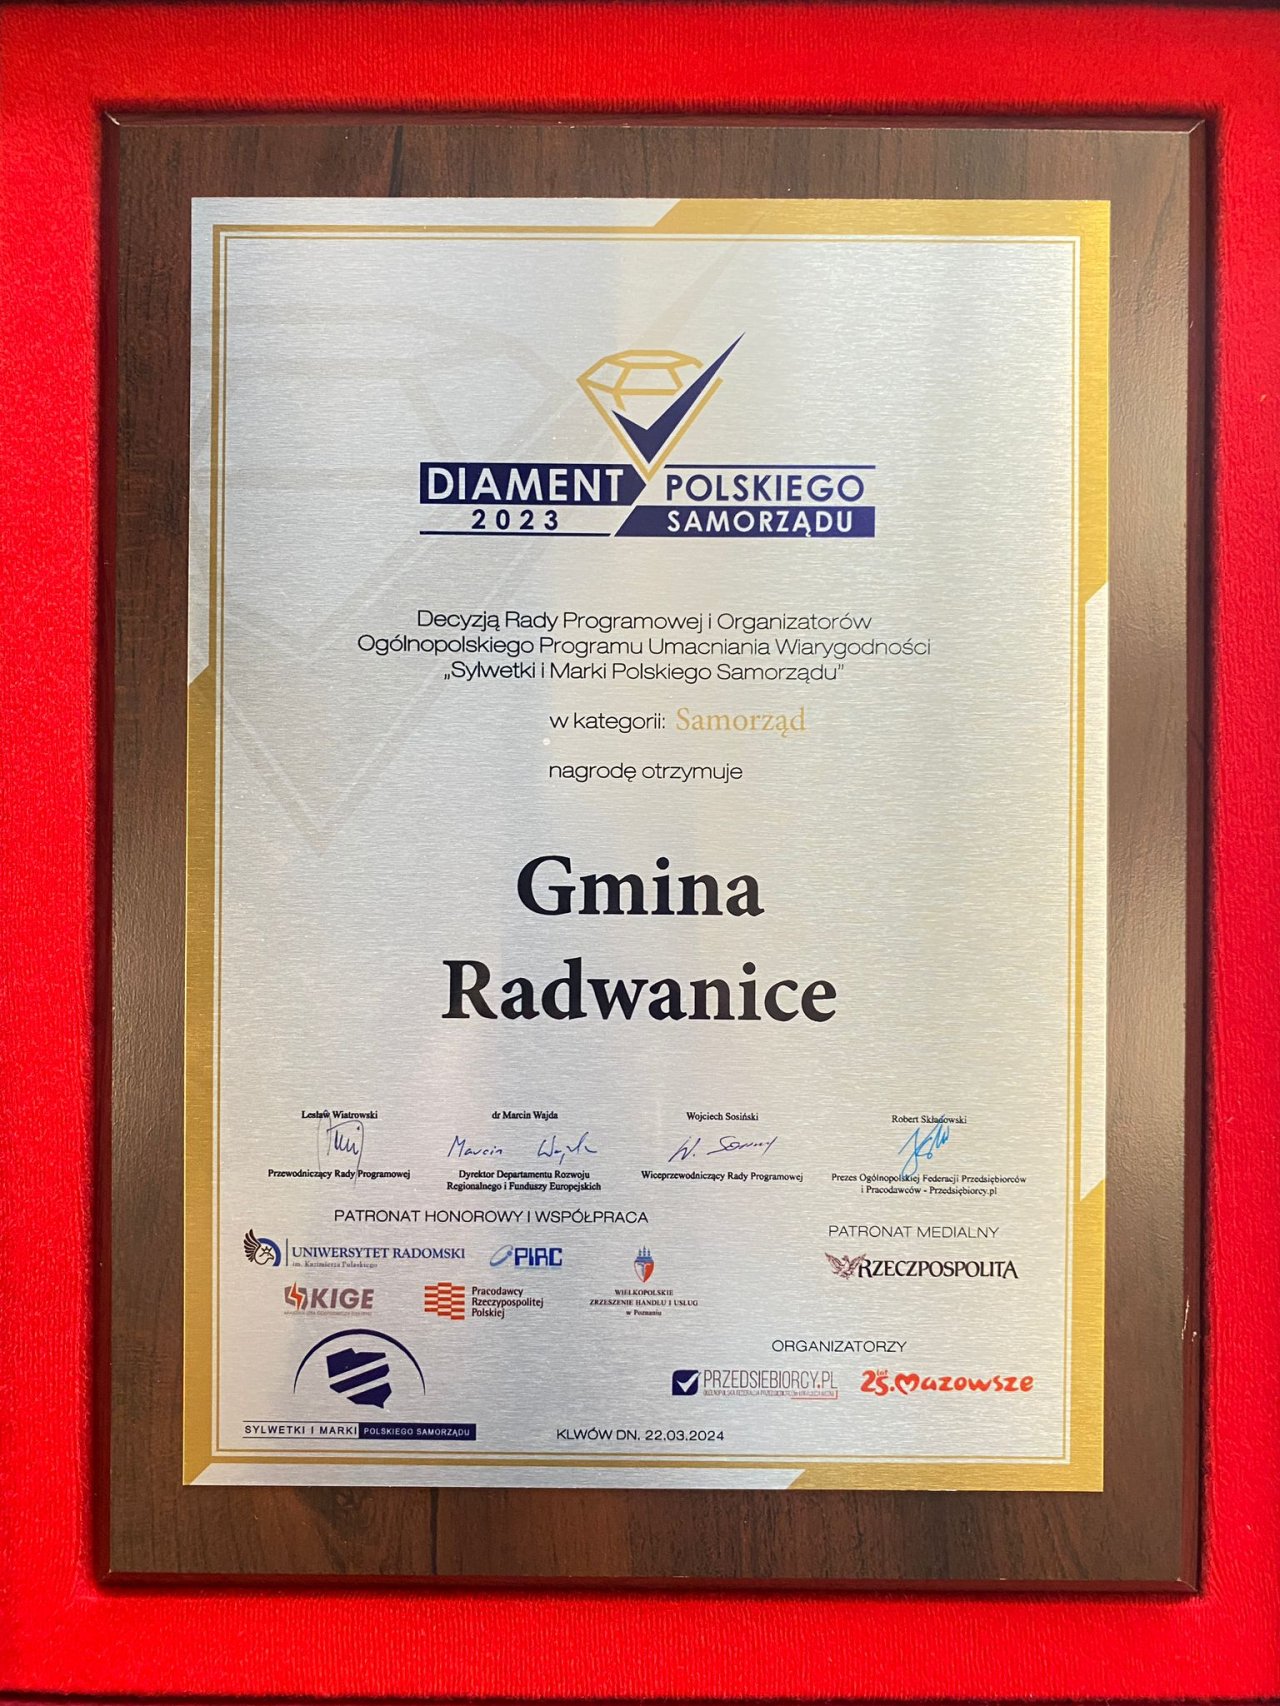 DIAMENT POLSKIEGO
2023 SAMORZĄDU
Decyzją Rady Programowej i Organizatorów
Ogólnopolskiego Programu Umacniania Wiarygodności
„Sylwetki i Marki Polskiego Samorządu”
w kategorii: Samorząd
nagrodę otrzymuje
Gmina
Radwanice
Lesław Wiatrowski
Przewodniczący Rady Programowej
dr Marcin Wajda
Marcin Wajda
Dyrektor Departamentu Rozwoju
Regionalnego i Funduszy Europejskich
Wojciech Sosiński
Wiceprzewodniczący Rady Programowej
Robert Składowski
Prezes Ogólnopolskiej Federacji Przedsiębiorców
i Pracodawców - Przedsiębiorcy.pl
PATRONAT HONOROWY I WSPÓŁPRACA
UNIWERSYTET RADOMSKI
im. Kazimierza Pułaskiego
PIRC
WIELKOPOLSKIE
ZRZESZENIE HANDLU I USŁUG
w Poznaniu
KIGE
Pracodawcy
Rzeczypospolitej
Polskiej
PATRONAT MEDIALNY
RZECZPOSPOLITA
ORGANIZATORZY
PRZEDSIEBIORCY.PL
25 lat Mazowsze
SYLWETKI I MARKI POLSKIEGO SAMORZĄDU
KLWÓW DN. 22.03.2024